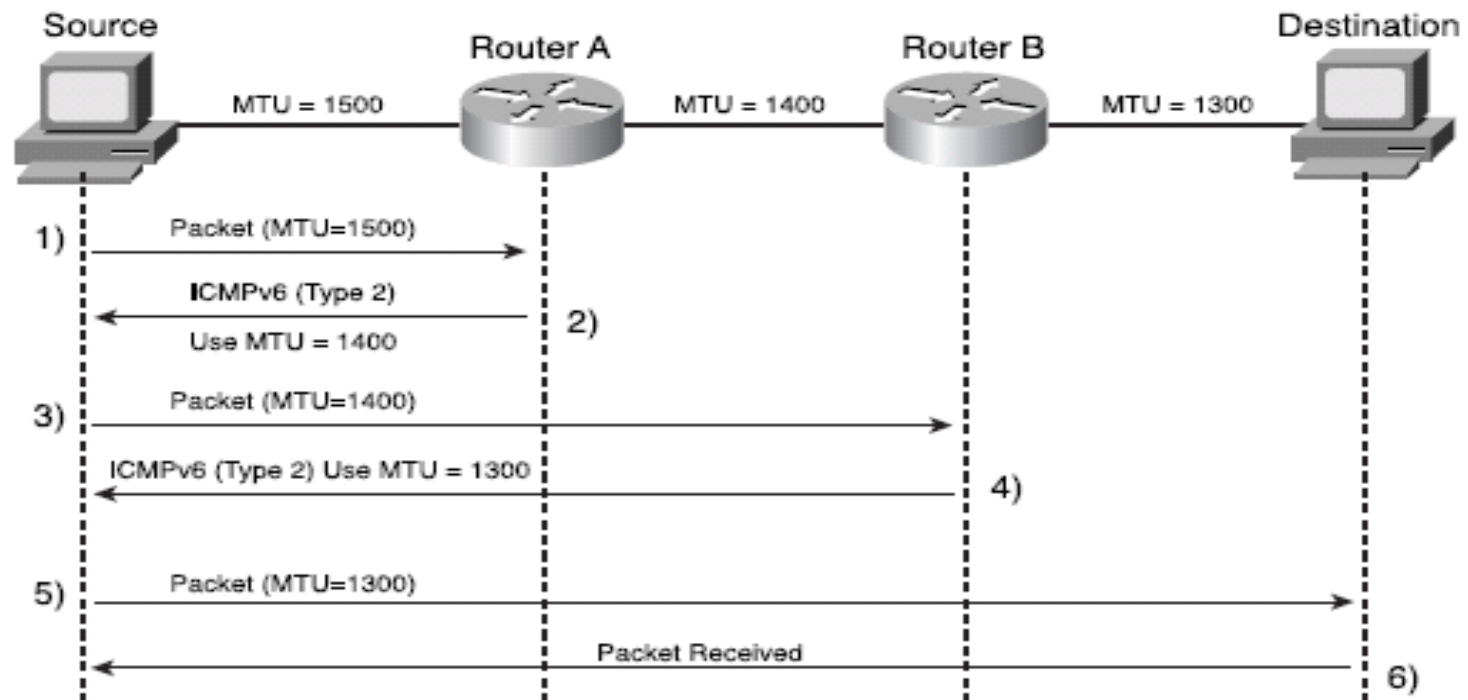 Source
Router A
Router B
Destination
MTU = 1500
MTU = 1400
MTU = 1300
1)
Packet (MTU=1500)
ICMPv6 (Type 2)
Use MTU = 1400
2)
3)
Packet (MTU=1400)
ICMPv6 (Type 2) Use MTU = 1300
4)
5)
Packet (MTU=1300)
Packet Received
6)